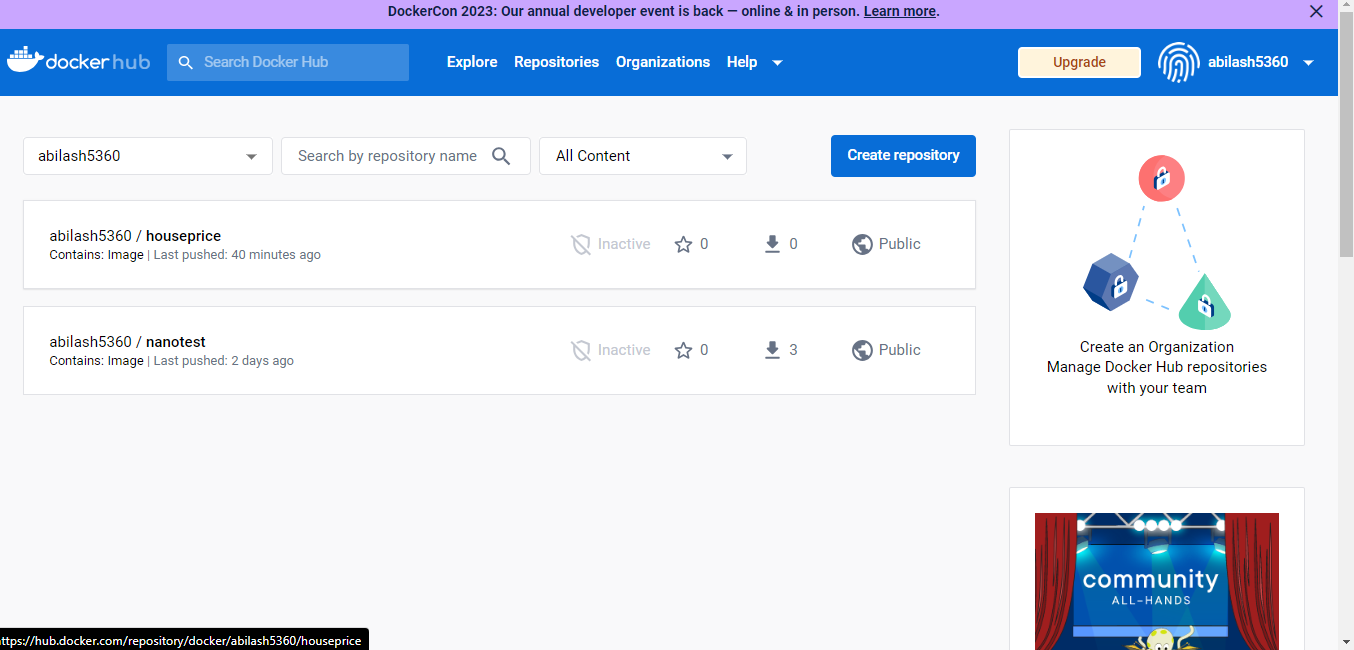 DockerCon 2023: Our annual developer event is back — online & in person. Learn more.
dockerhub Search Docker Hub Explore Repositories Organizations Help Upgrade abilash5360
abilash5360 Search by repository name All Content Create repository
abilash5360 / houseprice
Contains: Image | Last pushed: 40 minutes ago
Inactive 0 0 Public
abilash5360 / nanotest
Contains: Image | Last pushed: 2 days ago
Inactive 0 3 Public
Create an Organization
Manage Docker Hub repositories
with your team
community
ALL-HANDS
ttps://hub.docker.com/repository/docker/abilash5360/houseprice